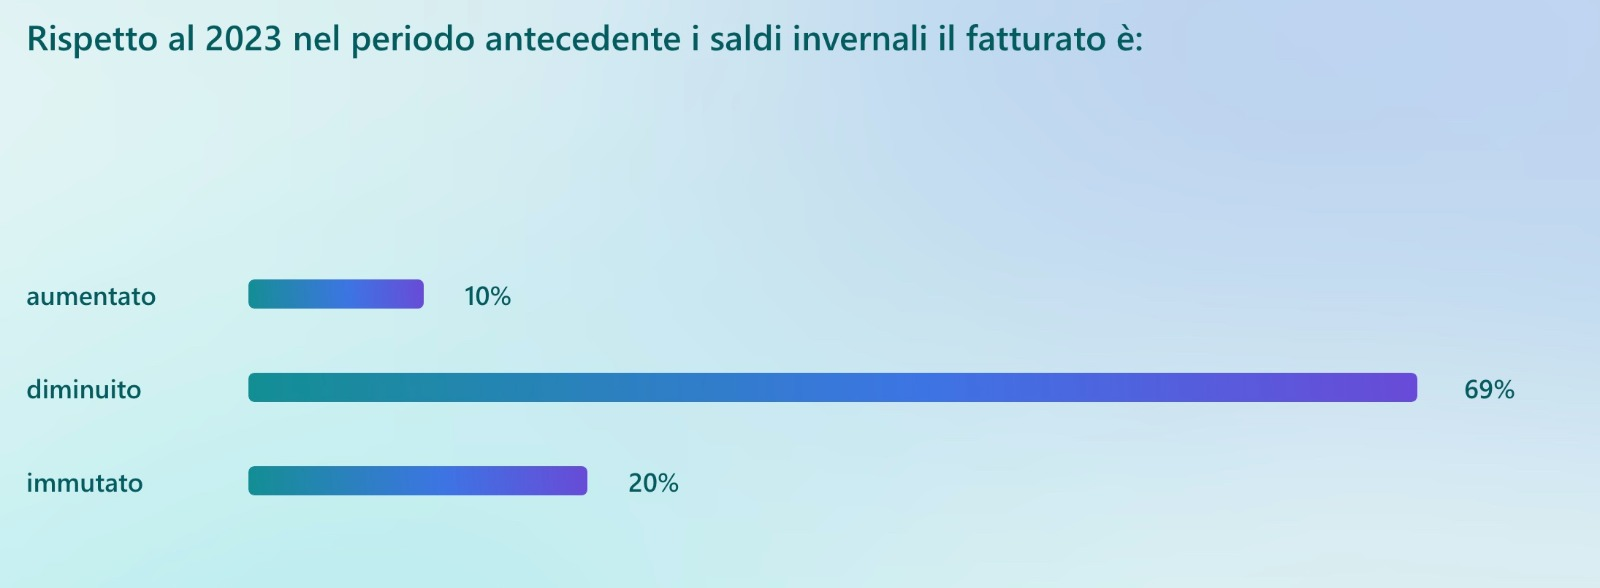 Rispetto al 2023 nel periodo antecedente i saldi invernali il fatturato è:
aumentato 10%
diminuito 69%
immutato 20%